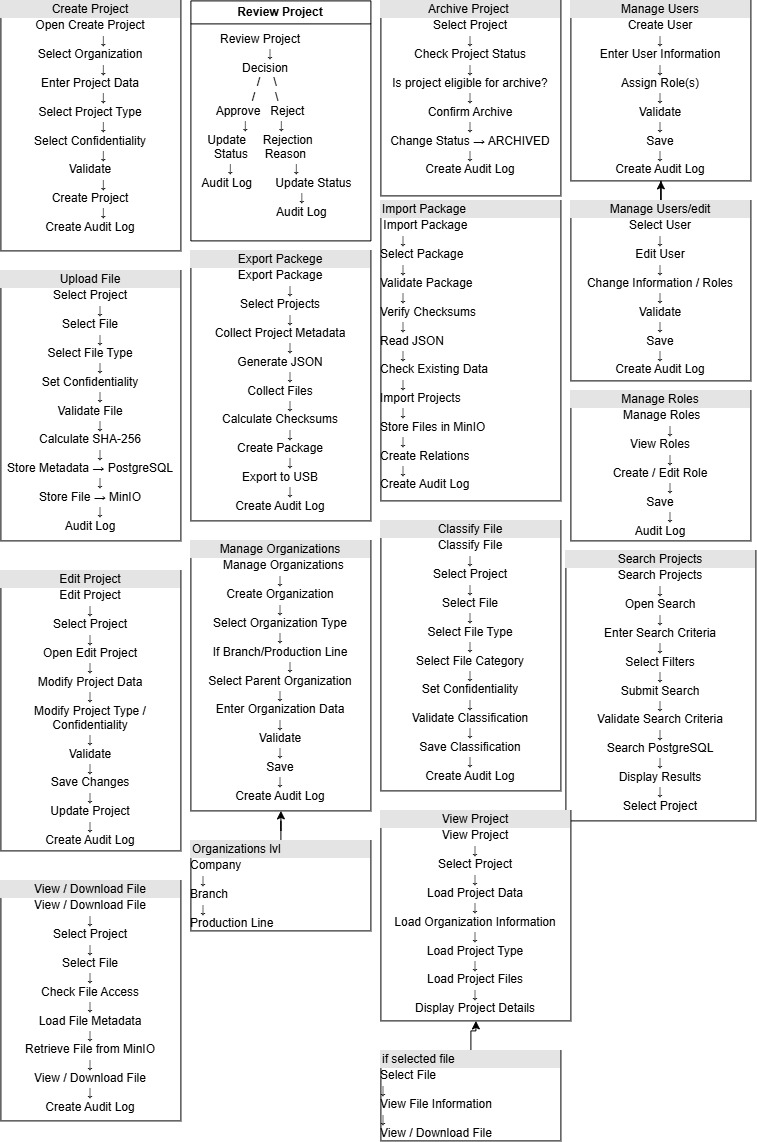 Create Project
Open Create Project
↓
Select Organization
↓
Enter Project Data
↓
Select Project Type
↓
Select Confidentiality
↓
Validate
↓
Create Project
↓
Create Audit Log
Review Project
Review Project
↓
Decision
/ \
/ \
Approve Reject
↓ ↓
Update Rejection
Status Reason
↓ ↓
Audit Log Update Status
↓
Audit Log
Archive Project
Select Project
↓
Check Project Status
↓
Is project eligible for archive?
↓
Confirm Archive
↓
Change Status → ARCHIVED
↓
Create Audit Log
Manage Users
Create User
↓
Enter User Information
↓
Assign Role(s)
↓
Validate
↓
Save
↓
Create Audit Log
Upload File
Select Project
↓
Select File
↓
Select File Type
↓
Set Confidentiality
↓
Validate File
↓
Calculate SHA-256
↓
Store Metadata → PostgreSQL
↓
Store File → MinIO
↓
Audit Log
Export Packege
Export Package
↓
Select Projects
↓
Collect Project Metadata
↓
Generate JSON
↓
Collect Files
↓
Calculate Checksums
↓
Create Package
↓
Export to USB
↓
Create Audit Log
Import Package
Import Package
↓
Select Package
↓
Validate Package
↓
Verify Checksums
↓
Read JSON
↓
Check Existing Data
↓
Import Projects
↓
Store Files in MinIO
↓
Create Relations
↓
Create Audit Log
Manage Users/edit
Select User
↓
Edit User
↓
Change Information / Roles
↓
Validate
↓
Save
↓
Create Audit Log
Manage Roles
Manage Roles
↓
View Roles
↓
Create / Edit Role
↓
Save
↓
Audit Log
Edit Project
Edit Project
↓
Select Project
↓
Open Edit Project
↓
Modify Project Data
↓
Modify Project Type /
Confidentiality
↓
Validate
↓
Save Changes
↓
Update Project
↓
Create Audit Log
Manage Organizations
Manage Organizations
↓
Create Organization
↓
Select Organization Type
↓
If Branch/Production Line
↓
Select Parent Organization
↓
Enter Organization Data
↓
Validate
↓
Save
↓
Create Audit Log
Classify File
Classify File
↓
Select Project
↓
Select File
↓
Select File Type
↓
Select File Category
↓
Set Confidentiality
↓
Validate Classification
↓
Save Classification
↓
Create Audit Log
Search Projects
Search Projects
↓
Open Search
↓
Enter Search Criteria
↓
Select Filters
↓
Submit Search
↓
Validate Search Criteria
↓
Search PostgreSQL
↓
Display Results
↓
Select Project
View / Download File
View / Download File
↓
Select Project
↓
Select File
↓
Check File Access
↓
Load File Metadata
↓
Retrieve File from MinIO
↓
View / Download File
↓
Create Audit Log
Organizations lvl
Company
↓
Branch
↓
Production Line
View Project
View Project
↓
Select Project
↓
Load Project Data
↓
Load Organization Information
↓
Load Project Type
↓
Load Project Files
↓
Display Project Details
if selected file
Select File
↓
View File Information
↓
View / Download File